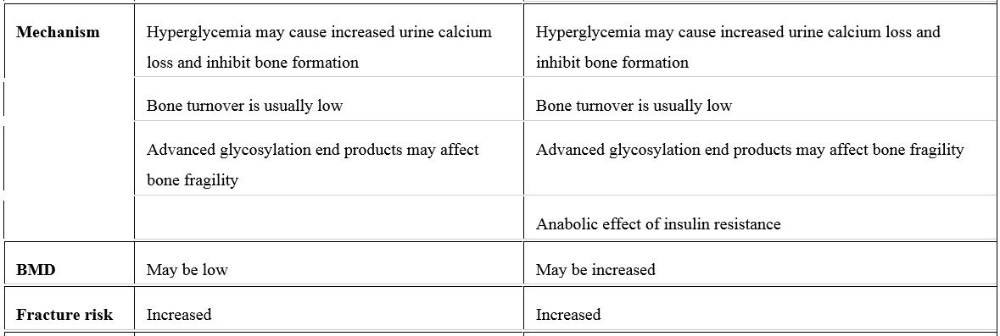 Mechanism
Hyperglycemia may cause increased urine calcium
loss and inhibit bone formation
Hyperglycemia may cause increased urine calcium loss and
inhibit bone formation
Bone turnover is usually low
Bone turnover is usually low
Advanced glycosylation end products may affect
bone fragility
Advanced glycosylation end products may affect bone fragility
Anabolic effect of insulin resistance
BMD
May be low
May be increased
Fracture risk
Increased
Increased